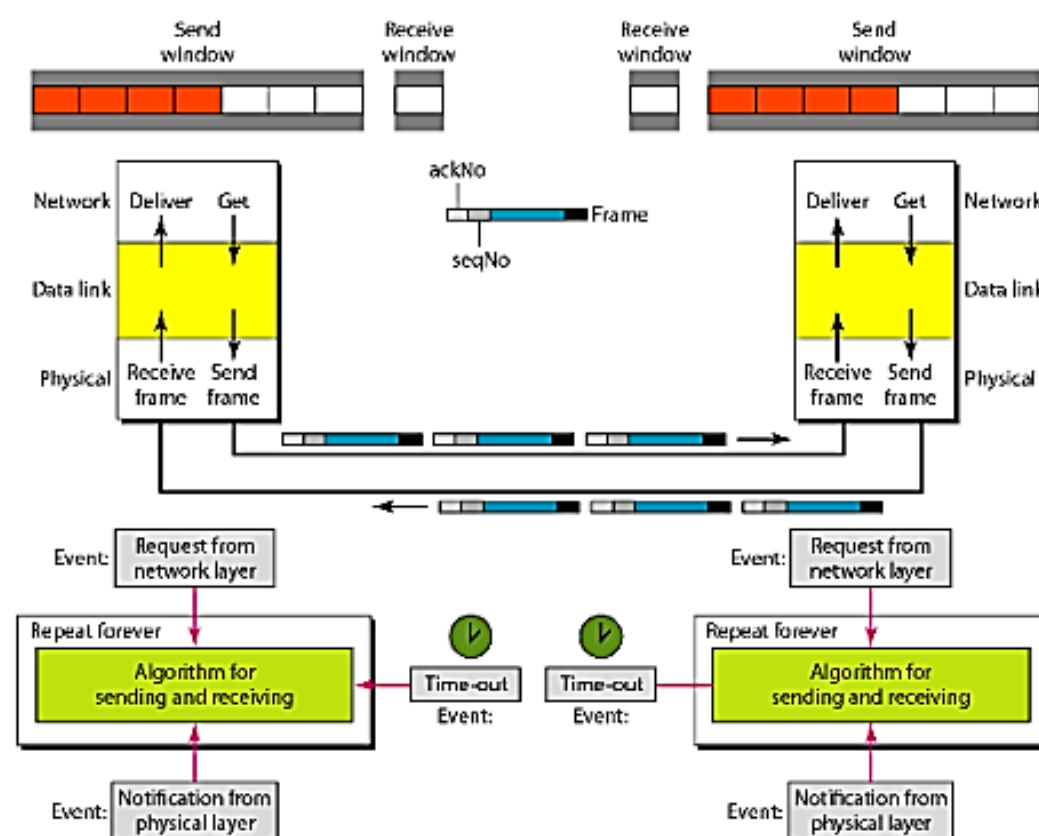 Send
window
Receive
window
Receive
window
Send
window
ackNo
Frame
seqNo
Network
Deliver
Get
Data link
Physical
Receive
frame
Send
frame
Deliver
Get
Network
Data link
Receive
frame
Send
frame
Physical
Event:
Request from
network layer
Event:
Request from
network layer
Repeat forever
Algorithm for
sending and receiving
Time-out
Event:
Time-out
Event:
Repeat forever
Algorithm for
sending and receiving
Event:
Notification from
physical layer
Event:
Notification from
physical layer